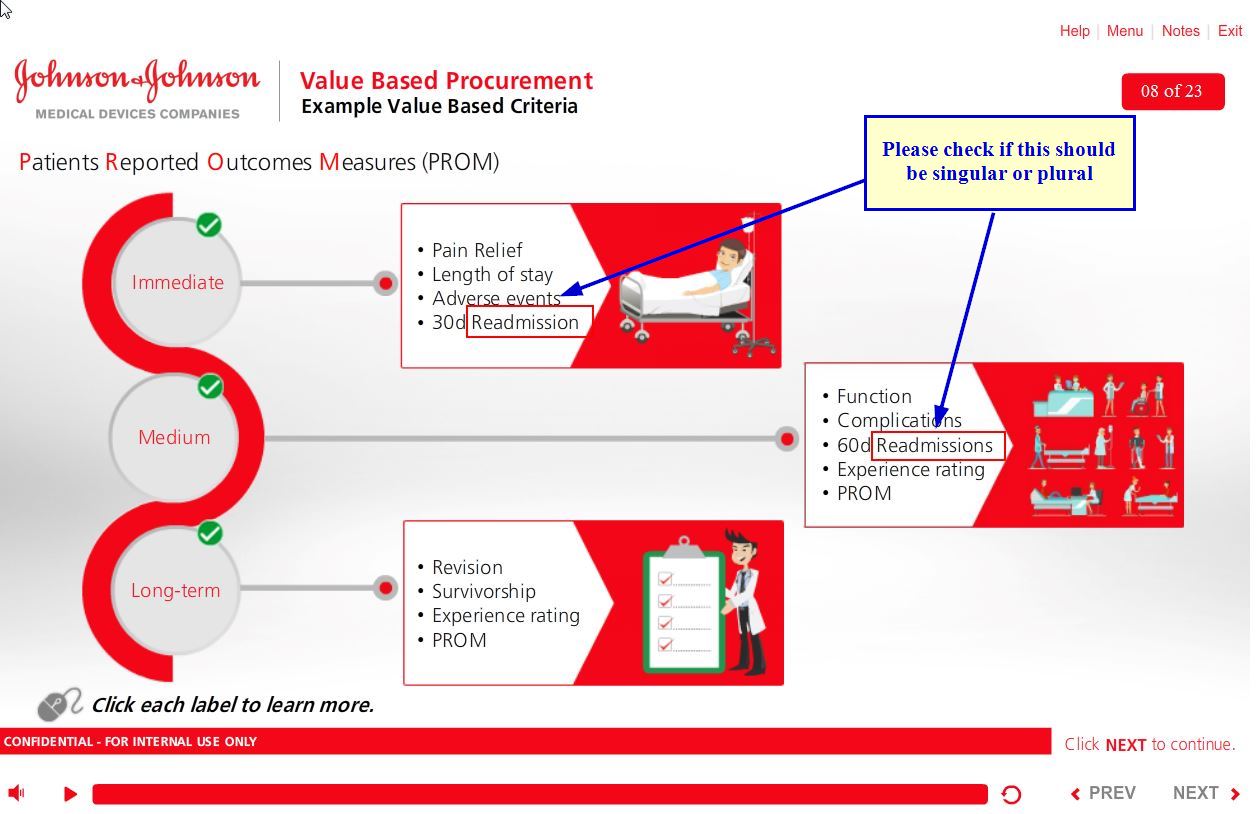 Help | Menu | Notes | Exit
Johnson & Johnson
MEDICAL DEVICES COMPANIES
Value Based Procurement
Example Value Based Criteria
08 of 23
Please check if this should
be singular or plural
Patients Reported Outcomes Measures (PROM)
Immediate
• Pain Relief
• Length of stay
• Adverse events
• 30d Readmission
Medium
• Function
• Complications
• 60d Readmissions
• Experience rating
• PROM
Long-term
• Revision
• Survivorship
• Experience rating
• PROM
Click each label to learn more.
CONFIDENTIAL - FOR INTERNAL USE ONLY
Click NEXT to continue.
PREV
NEXT